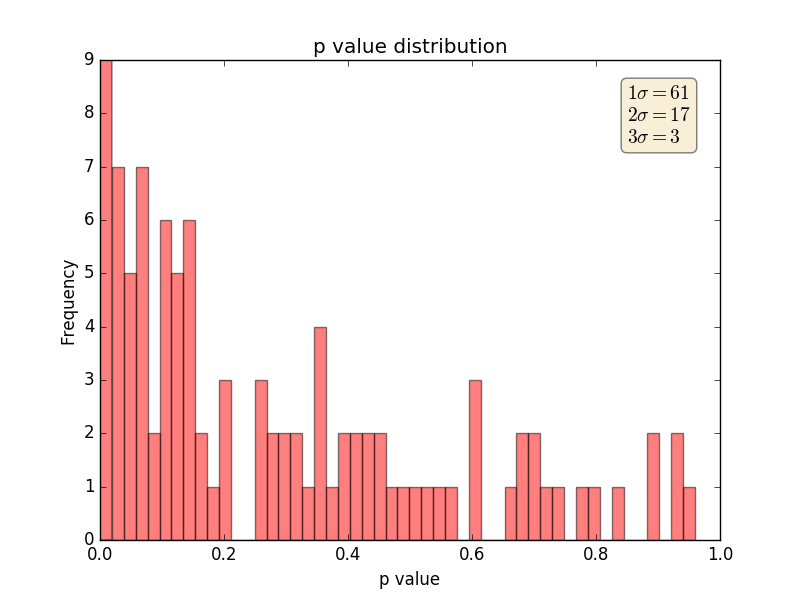 p value distribution
1σ = 61
2σ = 17
3σ = 3
Frequency
9
8
7
6
5
4
3
2
1
0
0.0 0.2 0.4 0.6 0.8 1.0
p value